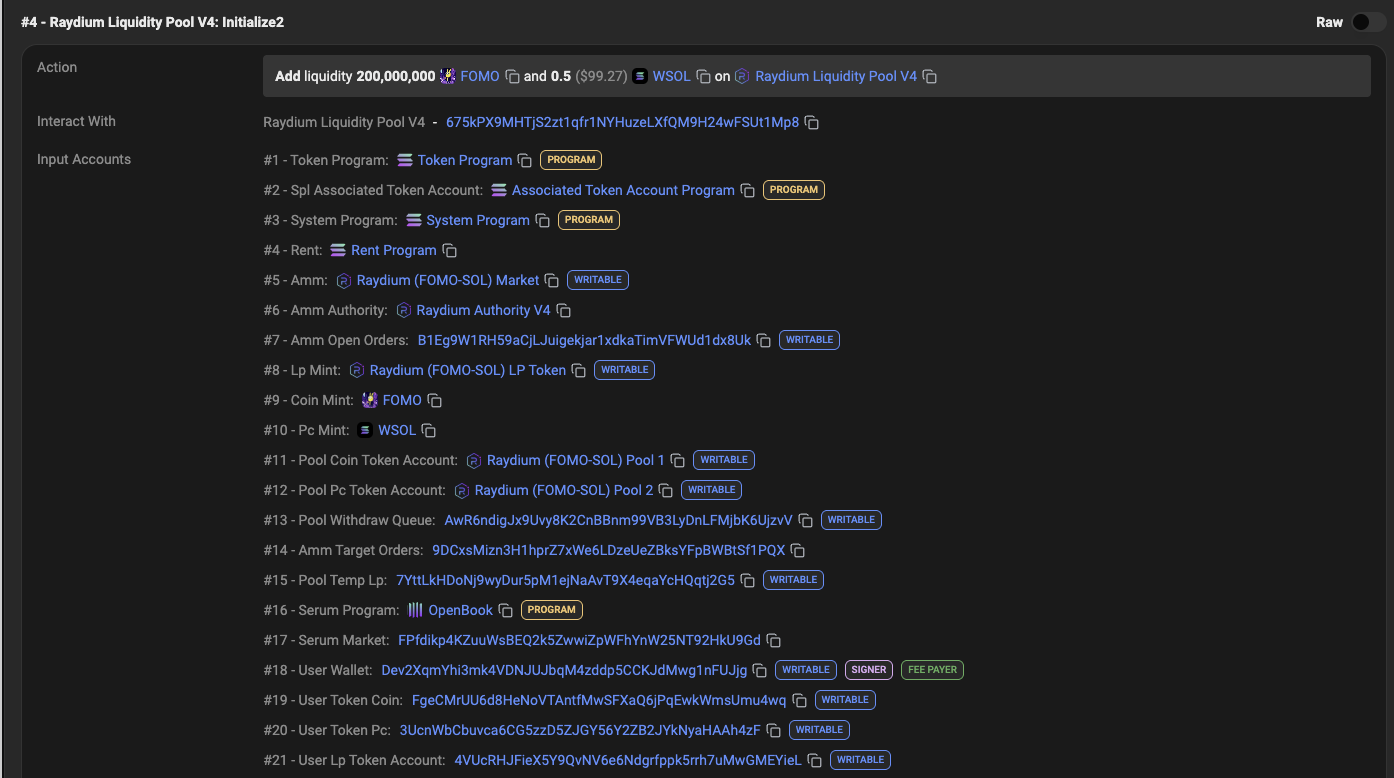 #4 - Raydium Liquidity Pool V4: Initialize2
Raw
Action
Add liquidity 200,000,000 FOMO and 0.5 ($99.27) WSOL on Raydium Liquidity Pool V4
Interact With
Raydium Liquidity Pool V4 - 675kPX9MHTjS2zt1qfr1NYHuzeLXfQM9H24wFSUt1Mp8
Input Accounts
#1 - Token Program: Token Program PROGRAM
#2 - Spl Associated Token Account: Associated Token Account Program PROGRAM
#3 - System Program: System Program PROGRAM
#4 - Rent: Rent Program
#5 - Amm: Raydium (FOMO-SOL) Market WRITABLE
#6 - Amm Authority: Raydium Authority V4
#7 - Amm Open Orders: B1Eg9W1RH59aCjLJuigekjar1xdkaTimVFWUd1dx8Uk WRITABLE
#8 - Lp Mint: Raydium (FOMO-SOL) LP Token WRITABLE
#9 - Coin Mint: FOMO
#10 - Pc Mint: WSOL
#11 - Pool Coin Token Account: Raydium (FOMO-SOL) Pool 1 WRITABLE
#12 - Pool Pc Token Account: Raydium (FOMO-SOL) Pool 2 WRITABLE
#13 - Pool Withdraw Queue: AwR6ndigJx9Uvy8K2CnBBnm99VB3LyDnLFMjbK6UjzvV WRITABLE
#14 - Amm Target Orders: 9DCxsMizn3H1hprZ7xWe6LDzeUeZBksYFpBWBtSf1PQX
#15 - Pool Temp Lp: 7YttLkHDoNj9wyDur5pM1ejNaAvT9X4eqaYcHQqtj2G5 WRITABLE
#16 - Serum Program: OpenBook PROGRAM
#17 - Serum Market: FPfdikp4KZuuWsBEQ2k5ZwwiZpWFhYnW25NT92HkU9Gd
#18 - User Wallet: Dev2XqmYhi3mk4VDNJUJbqM4zddp5CCKJdMwg1nFUJjg WRITABLE SIGNER FEE PAYER
#19 - User Token Coin: FgeCMrUU6d8HeNoVTAntfMwSFXaQ6jPqEwkWmsUmu4wq WRITABLE
#20 - User Token Pc: 3UcnWbCbuvca6CG5zzD5ZJGY56Y2ZB2JYkNyaHAAh4zF WRITABLE
#21 - User Lp Token Account: 4VUcRHJFieX5Y9QvNV6e6Ndgrfppk5rrh7uMwGMEYieL WRITABLE